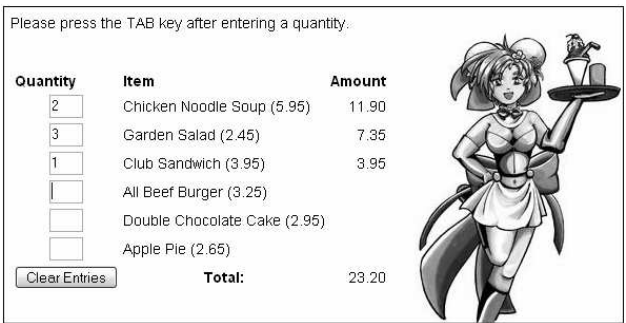 Please press the TAB key after entering a quantity.
Quantity Item Amount
2 Chicken Noodle Soup (5.95) 11.90
3 Garden Salad (2.45) 7.35
1 Club Sandwich (3.95) 3.95
All Beef Burger (3.25)
Double Chocolate Cake (2.95)
Apple Pie (2.65)
Clear Entries Total: 23.20